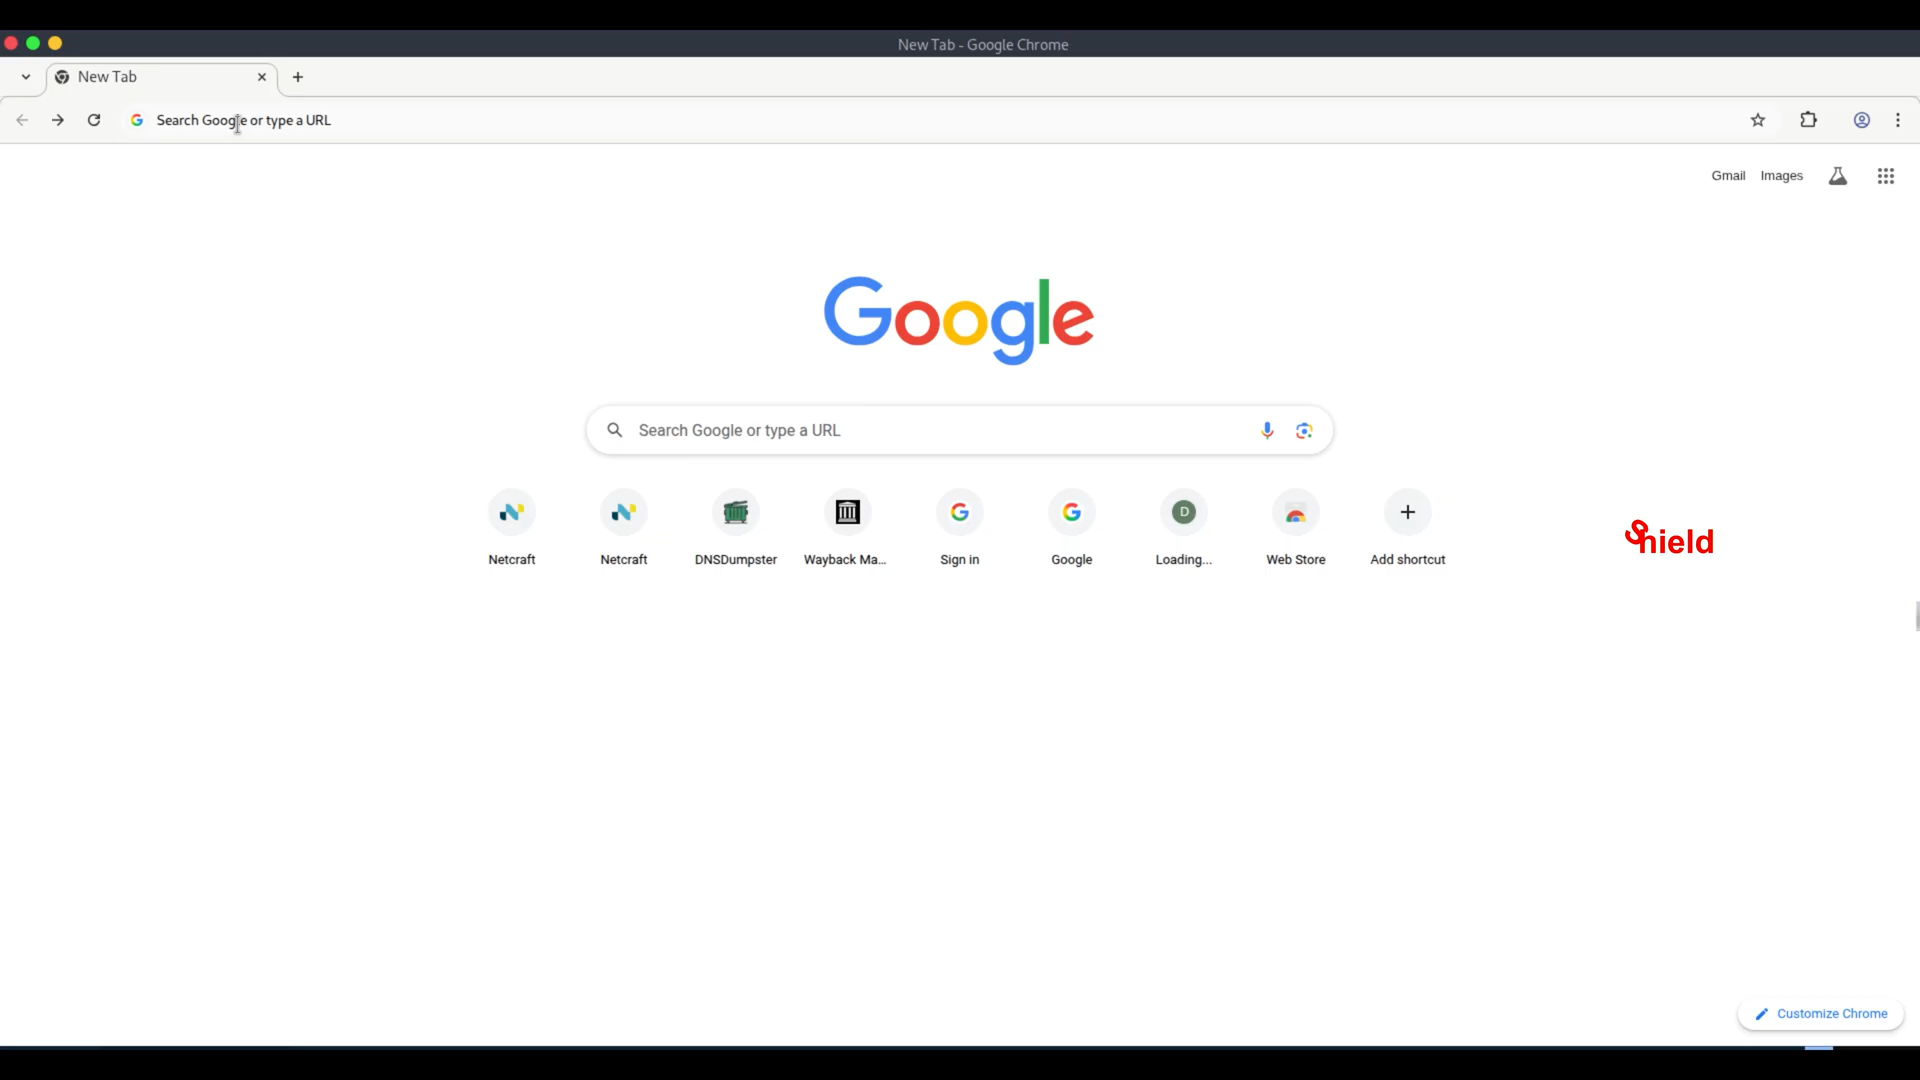 New Tab - Google Chrome
New Tab
Search Google or type a URL
Gmail Images
Google
Search Google or type a URL
Netcraft Netcraft DNSDumpster Wayback Ma... Sign in Google D Loading... Web Store Add shortcut
Shield
Customize Chrome